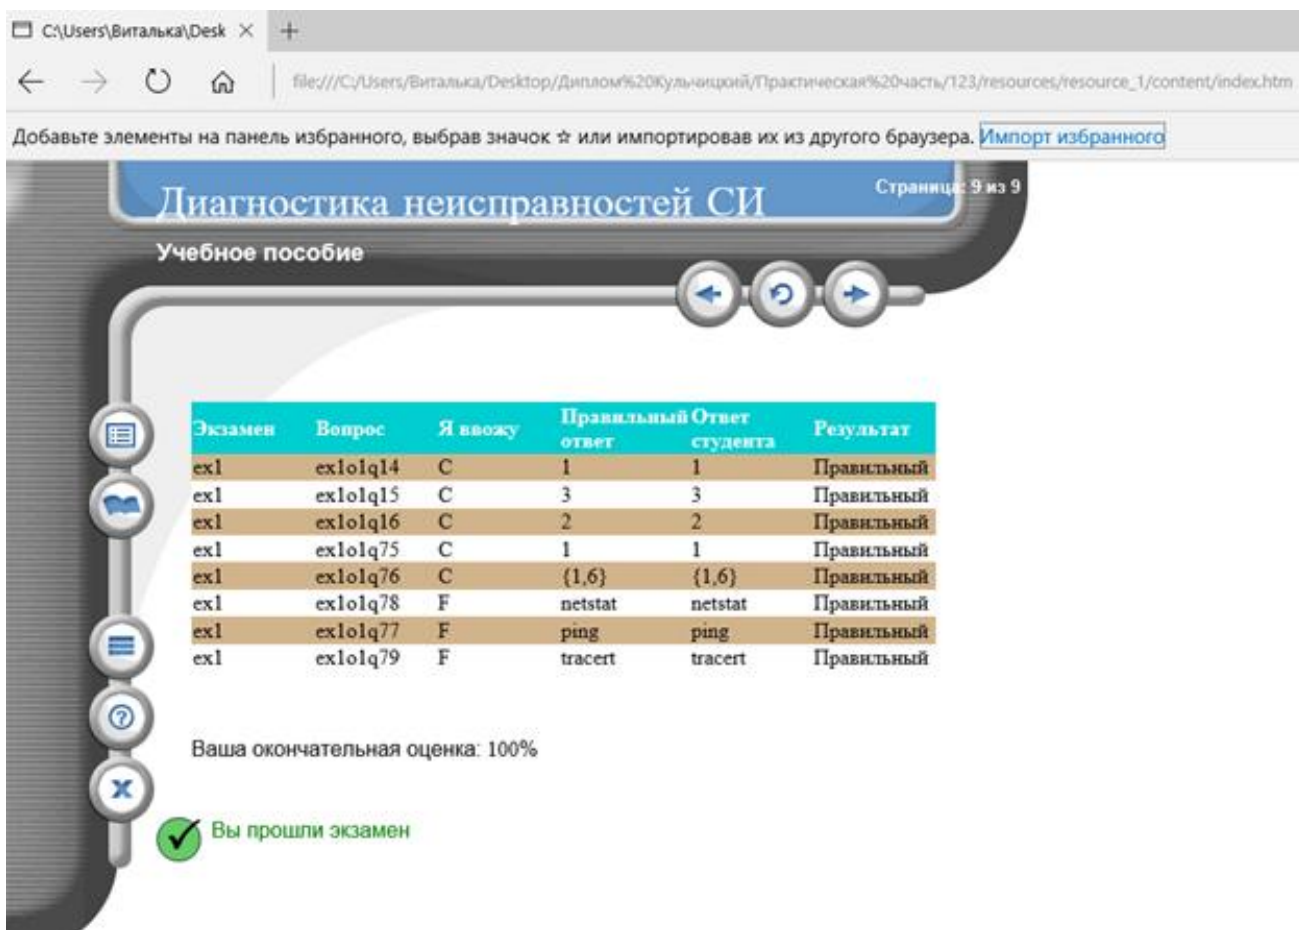 C:\Users\Виталька\Desk
file:///C:/Users/Виталька/Desktop/Диплом%20Кульчицкий/Практическая%20часть/123/resources/resource_1/content/index.htm
Добавьте элементы на панель избранного, выбрав значок ☆ или импортировав их из другого браузера. Импорт избранного
Диагностика неисправностей СИ
Страница: 9 из 9
Учебное пособие
Экзамен Вопрос Я ввожу Правильный ответ Ответ студента Результат
ex1 ex1o1q14 C 1 1 Правильный
ex1 ex1o1q15 C 3 3 Правильный
ex1 ex1o1q16 C 2 2 Правильный
ex1 ex1o1q75 C 1 1 Правильный
ex1 ex1o1q76 C {1,6} {1,6} Правильный
ex1 ex1o1q78 F netstat netstat Правильный
ex1 ex1o1q77 F ping ping Правильный
ex1 ex1o1q79 F tracert tracert Правильный
Ваша окончательная оценка: 100%
Вы прошли экзамен